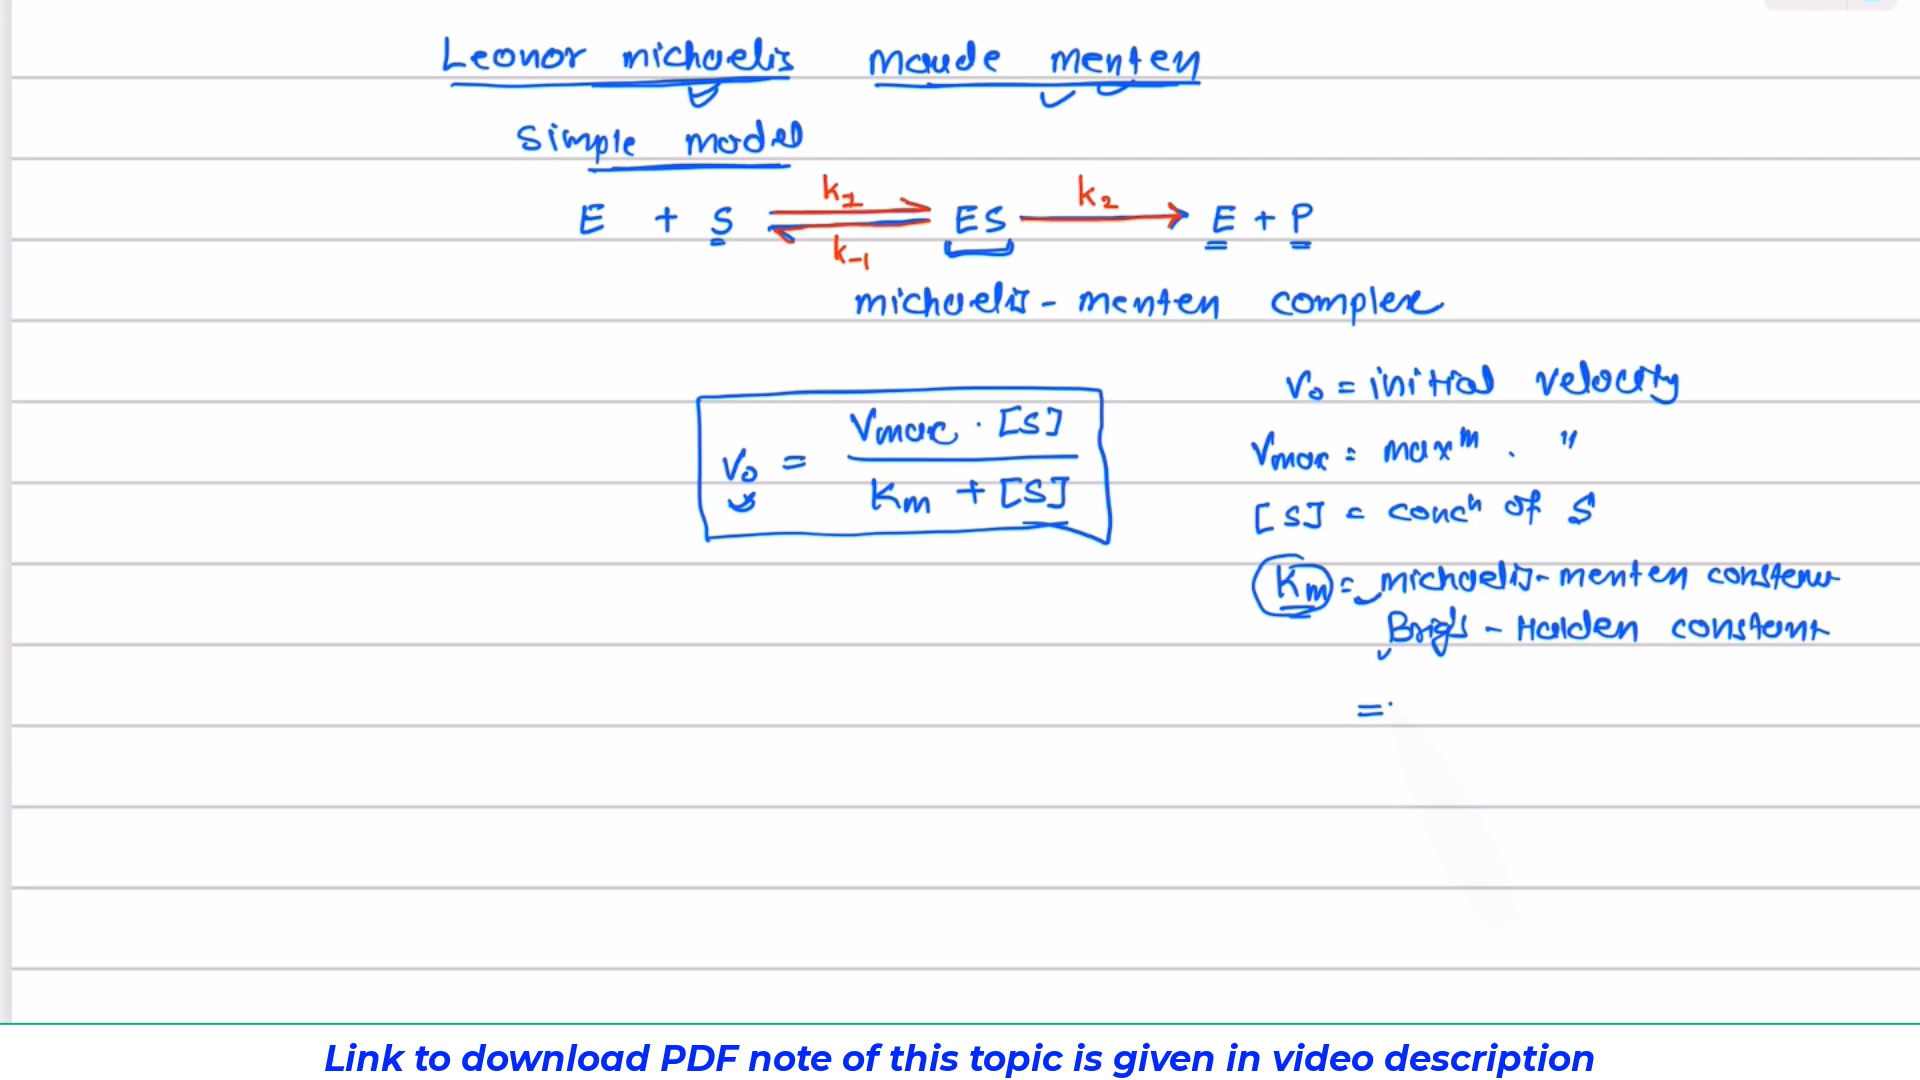 Leonor michaelis maude menten
Simple model
E + S k1 k-1 ES k2 E + P
michaelis - menten complex
V₀ = initial velocity
Vmax = maxᵐ . "
V₀ = Vmax · [S] / Km + [S]
[S] = concⁿ of S
Km = michaelis-menten constant
Brigs - Halden constant
=
Link to download PDF note of this topic is given in video description